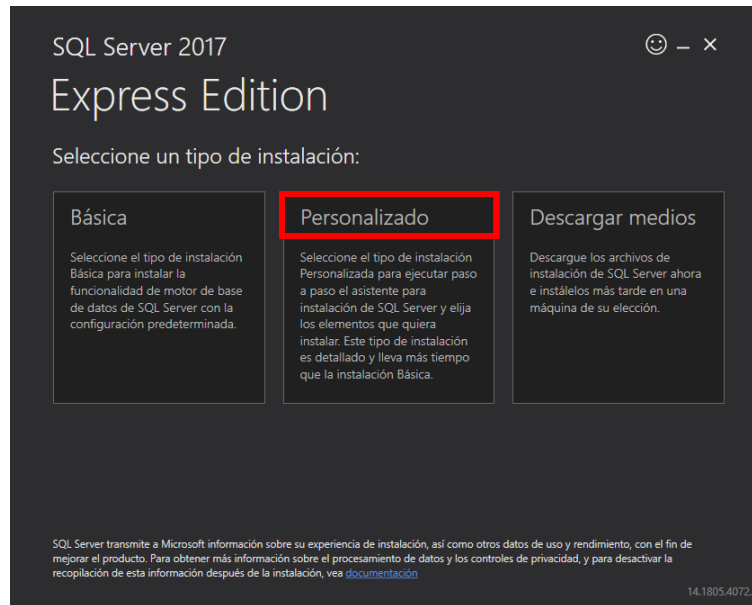 SQL Server 2017
Express Edition
Seleccione un tipo de instalación:
Básica
Seleccione el tipo de instalación
Básica para instalar la
funcionalidad de motor de base
de datos de SQL Server con la
configuración predeterminada.
Personalizado
Seleccione el tipo de instalación
Personalizada para ejecutar paso
a paso el asistente para
instalación de SQL Server y elija
los elementos que quiera
instalar. Este tipo de instalación
es detallado y lleva más tiempo
que la instalación Básica.
Descargar medios
Descargue los archivos de
instalación de SQL Server ahora
e instálelos más tarde en una
máquina de su elección.
SQL Server transmite a Microsoft información sobre su experiencia de instalación, así como otros datos de uso y rendimiento, con el fin de
mejorar el producto. Para obtener más información sobre el procesamiento de datos y los controles de privacidad, y para desactivar la
recopilación de esta información después de la instalación, vea documentación
14.1805.4072.